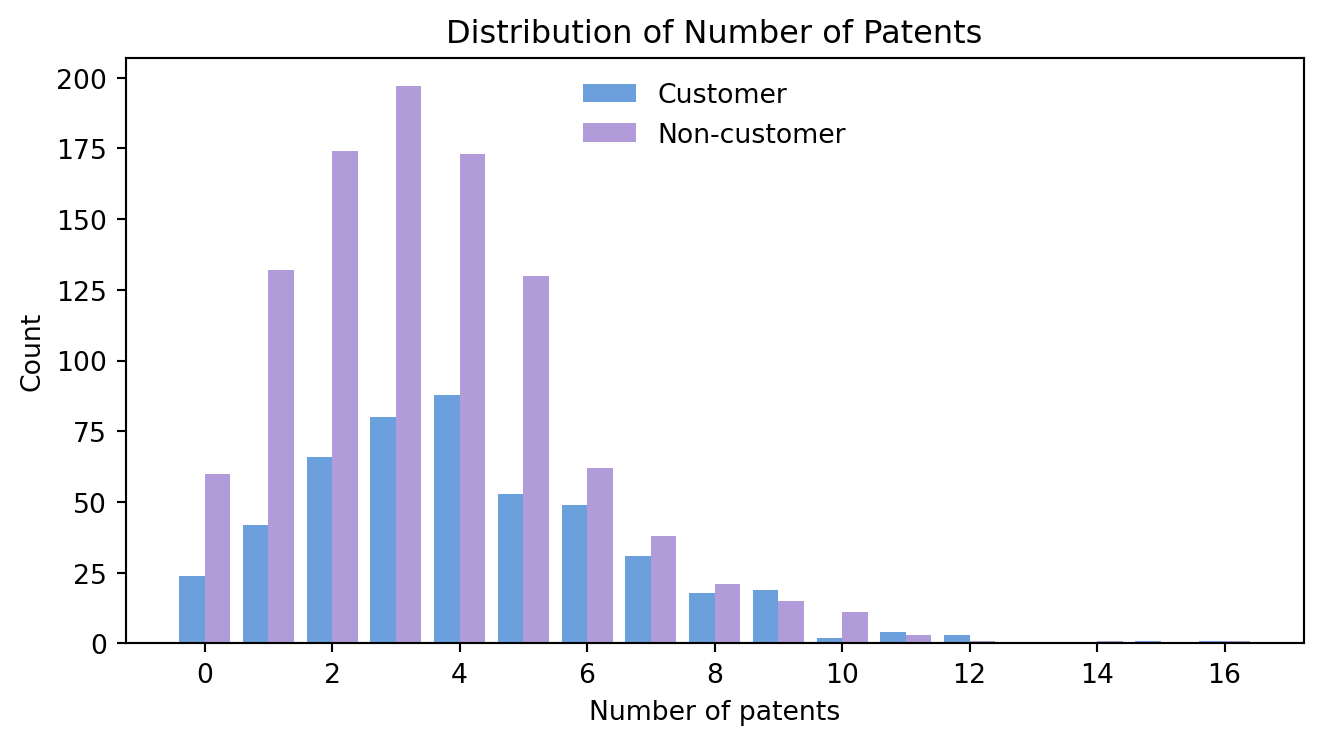 Distribution of Number of Patents
Customer
Non-customer
200
175
150
125
100
75
50
25
0
Count
0 2 4 6 8 10 12 14 16
Number of patents